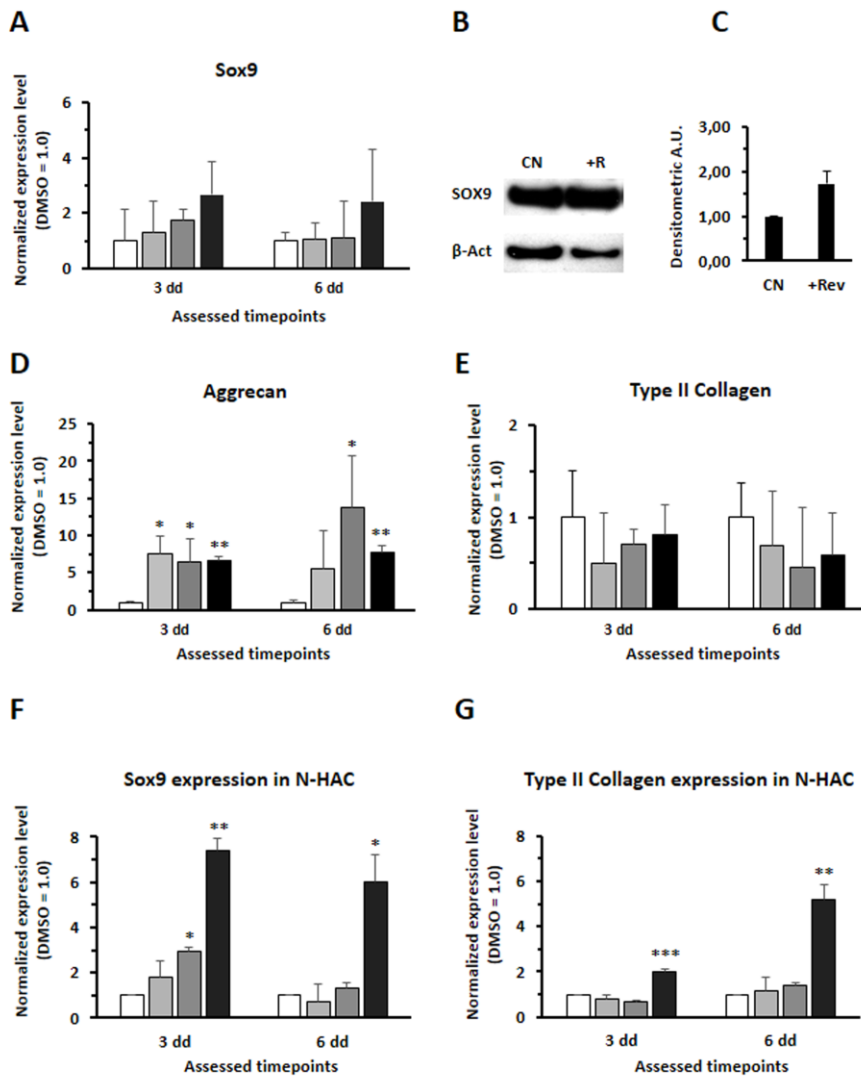 A
Sox9
Normalized expression level
(DMSO = 1.0)
6
4
2
0
3 dd
6 dd
Assessed timepoints
B
CN
+R
SOX9
β-Act
C
Densitometric A.U.
3,00
2,00
1,00
0,00
CN
+Rev
D
Aggrecan
Normalized expression level
(DMSO = 1.0)
25
20
15
10
5
0
*
*
**
*
**
3 dd
6 dd
Assessed timepoints
E
Type II Collagen
Normalized expression level
(DMSO = 1.0)
2
1
0
3 dd
6 dd
Assessed timepoints
F
Sox9 expression in N-HAC
Normalized expression level
(DMSO = 1.0)
8
6
4
2
0
*
**
*
3 dd
6 dd
Assessed timepoints
G
Type II Collagen expression in N-HAC
Normalized expression level
(DMSO = 1.0)
8
6
4
2
0
***
**
3 dd
6 dd
Assessed timepoints